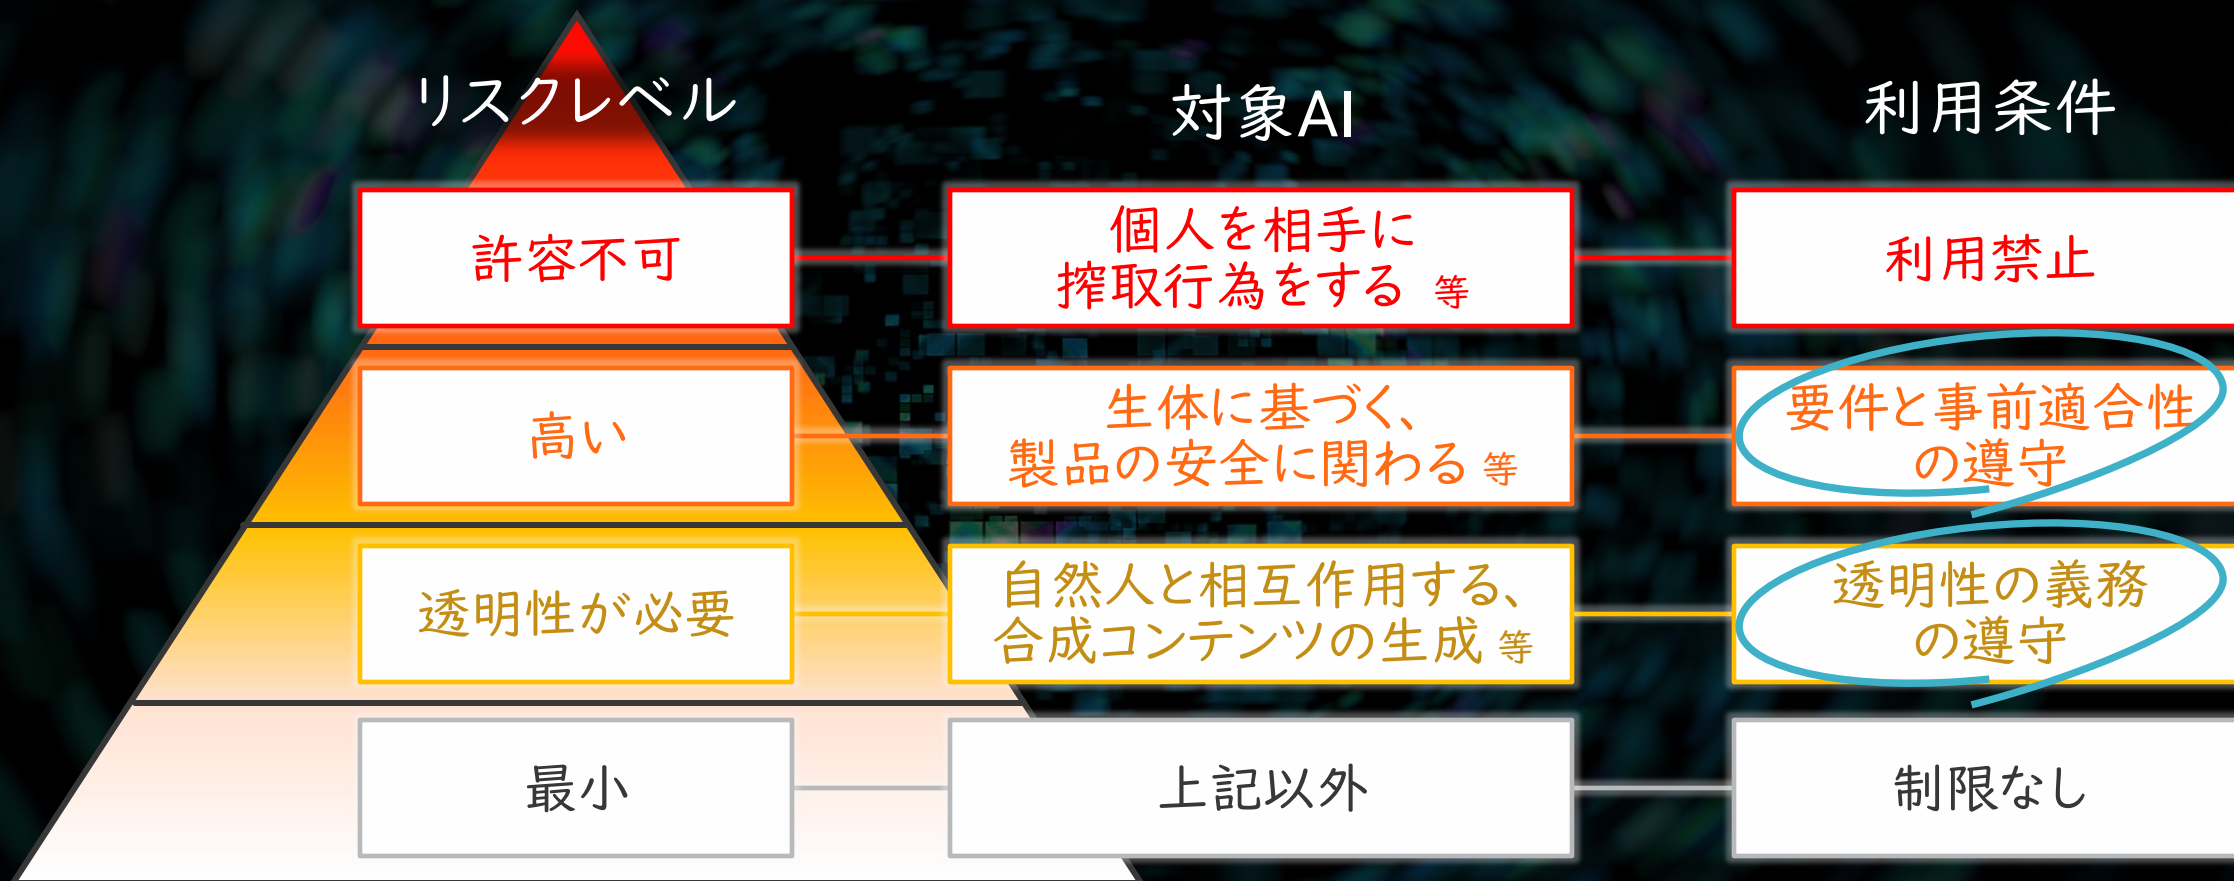 リスクレベル
対象AI
利用条件
許容不可
個人を相手に
搾取行為をする 等
利用禁止
高い
生体に基づく、
製品の安全に関わる 等
要件と事前適合性
の遵守
透明性が必要
自然人と相互作用する、
合成コンテンツの生成 等
透明性の義務
の遵守
最小
上記以外
制限なし